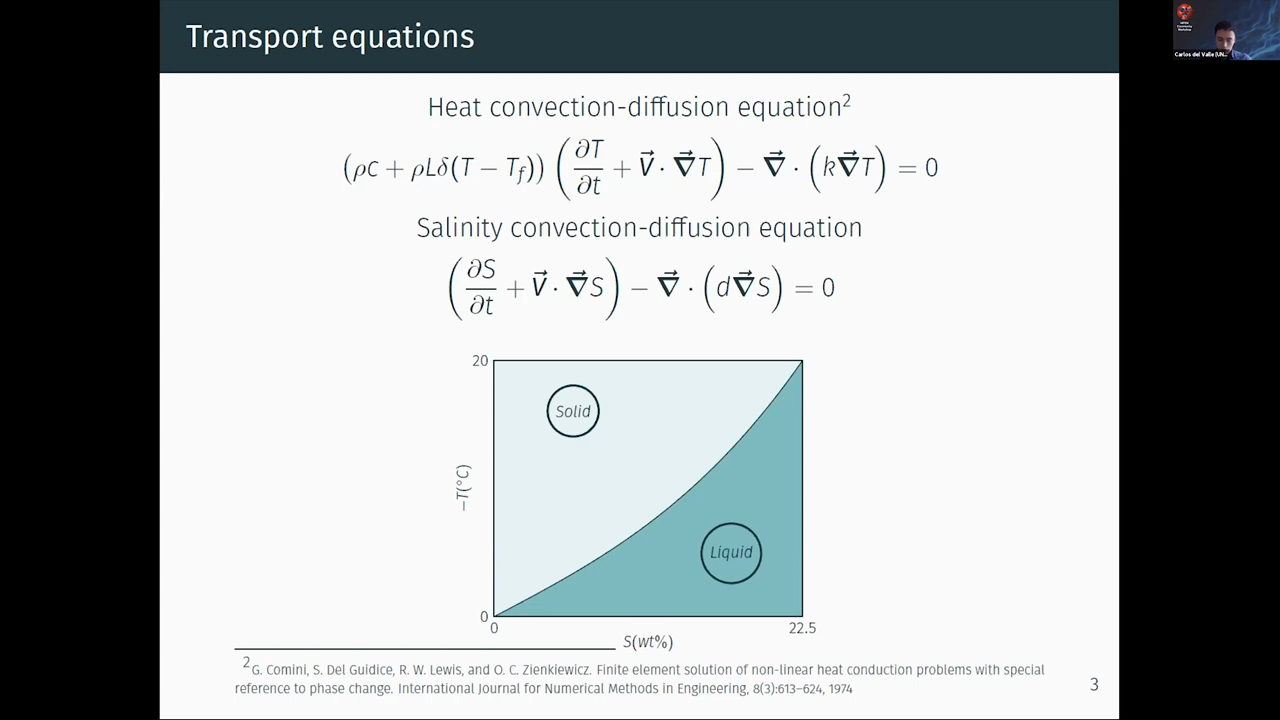 Transport equations
Carlos del Valle (UN...
Heat convection-diffusion equation²
(ρc + ρLδ(T − T_f)) (∂T/∂t + V⃗ · ∇⃗T) − ∇⃗ · (k∇⃗T) = 0
Salinity convection-diffusion equation
(∂S/∂t + V⃗ · ∇⃗S) − ∇⃗ · (d∇⃗S) = 0
20
Solid
−T(°C)
Liquid
0
0 22.5
S(wt%)
²G. Comini, S. Del Guidice, R. W. Lewis, and O. C. Zienkiewicz. Finite element solution of non-linear heat conduction problems with special
reference to phase change. International Journal for Numerical Methods in Engineering, 8(3):613–624, 1974
3